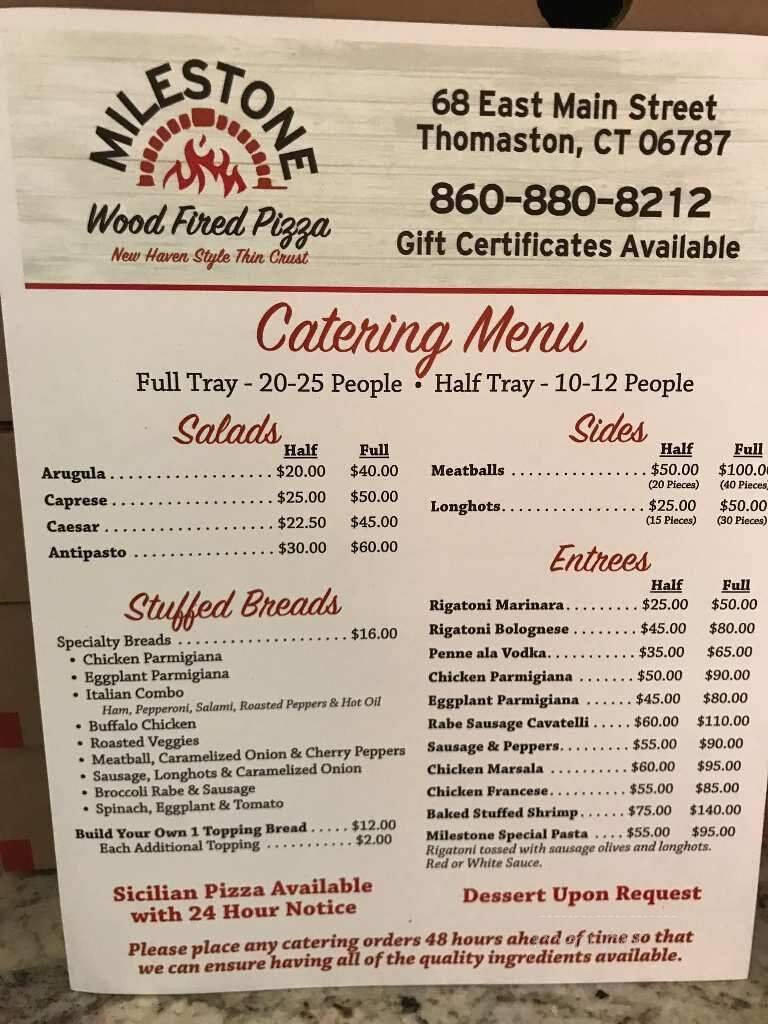 MILESTONE
Wood Fired Pizza
New Haven Style Thin Crust
68 East Main Street
Thomaston, CT 06787
860-880-8212
Gift Certificates Available
Catering Menu
Full Tray - 20-25 People • Half Tray - 10-12 People
Salads
Half Full
Arugula . . . . . . . . . . . . . . . . . . $20.00 $40.00
Caprese . . . . . . . . . . . . . . . . . . $25.00 $50.00
Caesar . . . . . . . . . . . . . . . . . . $22.50 $45.00
Antipasto . . . . . . . . . . . . . . . . $30.00 $60.00
Stuffed Breads
Specialty Breads . . . . . . . . . . . . . . . . . . . . $16.00
• Chicken Parmigiana
• Eggplant Parmigiana
• Italian Combo
Ham, Pepperoni, Salami, Roasted Peppers & Hot Oil
• Buffalo Chicken
• Roasted Veggies
• Meatball, Caramelized Onion & Cherry Peppers
• Sausage, Longhots & Caramelized Onion
• Broccoli Rabe & Sausage
• Spinach, Eggplant & Tomato
Build Your Own 1 Topping Bread . . . . . $12.00
Each Additional Topping . . . . . . . . . . . $2.00
Sicilian Pizza Available
with 24 Hour Notice
Sides
Half Full
Meatballs . . . . . . . . . . . . . . . . $50.00 $100.00
(20 Pieces) (40 Pieces
Longhots. . . . . . . . . . . . . . . . . $25.00 $50.00
(15 Pieces) (30 Pieces)
Entrees
Half Full
Rigatoni Marinara. . . . . . . . . $25.00 $50.00
Rigatoni Bolognese . . . . . . . . $45.00 $80.00
Penne ala Vodka. . . . . . . . . . . $35.00 $65.00
Chicken Parmigiana . . . . . . . $50.00 $90.00
Eggplant Parmigiana . . . . . . $45.00 $80.00
Rabe Sausage Cavatelli . . . . . $60.00 $110.00
Sausage & Peppers. . . . . . . . . $55.00 $90.00
Chicken Marsala . . . . . . . . . . $60.00 $95.00
Chicken Francese. . . . . . . . . . $55.00 $85.00
Baked Stuffed Shrimp. . . . . . $75.00 $140.00
Milestone Special Pasta . . . . $55.00 $95.00
Rigatoni tossed with sausage olives and longhots.
Red or White Sauce.
Dessert Upon Request
Please place any catering orders 48 hours ahead of time so that
we can ensure having all of the quality ingredients available.